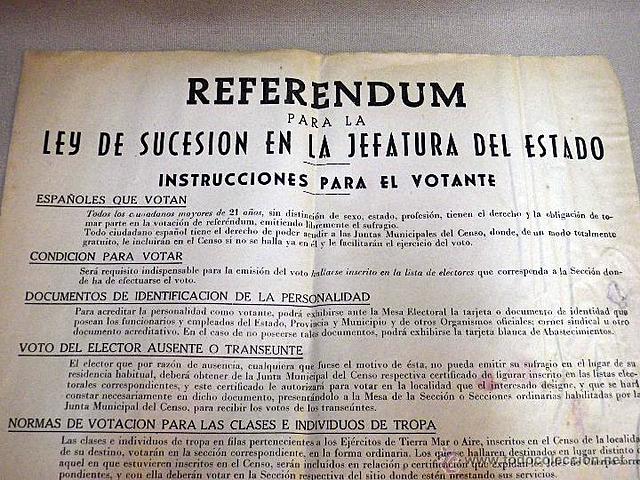 REFERENDUM
PARA LA
LEY DE SUCESION EN LA JEFATURA DEL ESTADO
INSTRUCCIONES PARA EL VOTANTE
ESPAÑOLES QUE VOTAN
Todos los ciudadanos mayores de 21 años, sin distinción de sexo, estado, profesión, tienen el derecho y la obligación de to-
mar parte en la votación de referéndum, emitiendo libremente el sufragio.
Todo ciudadano español tiene el derecho de poder acudir a las Juntas Municipales del Censo, donde, de un modo totalmente
gratuito, le incluirán en el Censo si no se halla ya en él y le facilitarán el ejercicio del voto.
CONDICION PARA VOTAR
Será requisito indispensable para la emisión del voto hallarse inscrito en la lista de electores que corresponda a la Sección don-
de ha de efectuarse el voto.
DOCUMENTOS DE IDENTIFICACION DE LA PERSONALIDAD
Para acreditar la personalidad como votante, podrá exhibirse ante la Mesa Electoral la tarjeta o documento de identidad que
posean los funcionarios y empleados del Estado, Provincia y Municipio y de otros Organismos oficiales; carnet sindical u otro
documento acreditativo. En el caso de no poseerse tales documentos, podrá exhibirse la tarjeta blanca de Abastecimientos.
VOTO DEL ELECTOR AUSENTE O TRANSEUNTE
El elector que por razón de ausencia, cualquiera que fuese el motivo de ésta, no pueda emitir su sufragio en el lugar de su
residencia habitual, deberá obtener de la Junta Municipal del Censo respectiva certificado de figurar inscrito en las listas elec-
torales correspondientes, y este certificado le autorizará para votar en la localidad que el interesado designe, y que se hará
constar necesariamente en dicho documento, presentándolo a la Mesa de la Sección o Secciones ordinarias habilitadas por la
Junta Municipal del Censo, para recibir los votos de los transeúntes.
NORMAS DE VOTACION PARA LAS CLASES E INDIVIDUOS DE TROPA
Las clases e individuos de tropa en filas pertenecientes a los Ejércitos de Tierra Mar o Aire, inscritos en el Censo de la localidad
de su destino, votarán en la sección correspondiente, en la forma ordinaria. Los que se hallaren destinados en lugar distinto
aquel en que estuvieren inscritos en el Censo, serán incluídos en relación o certificación que expidan los
pendiente, y con ella deberán votar en la Sección respectiva del sitio donde estén prestando sus servicios.
www.todocoleccion.net